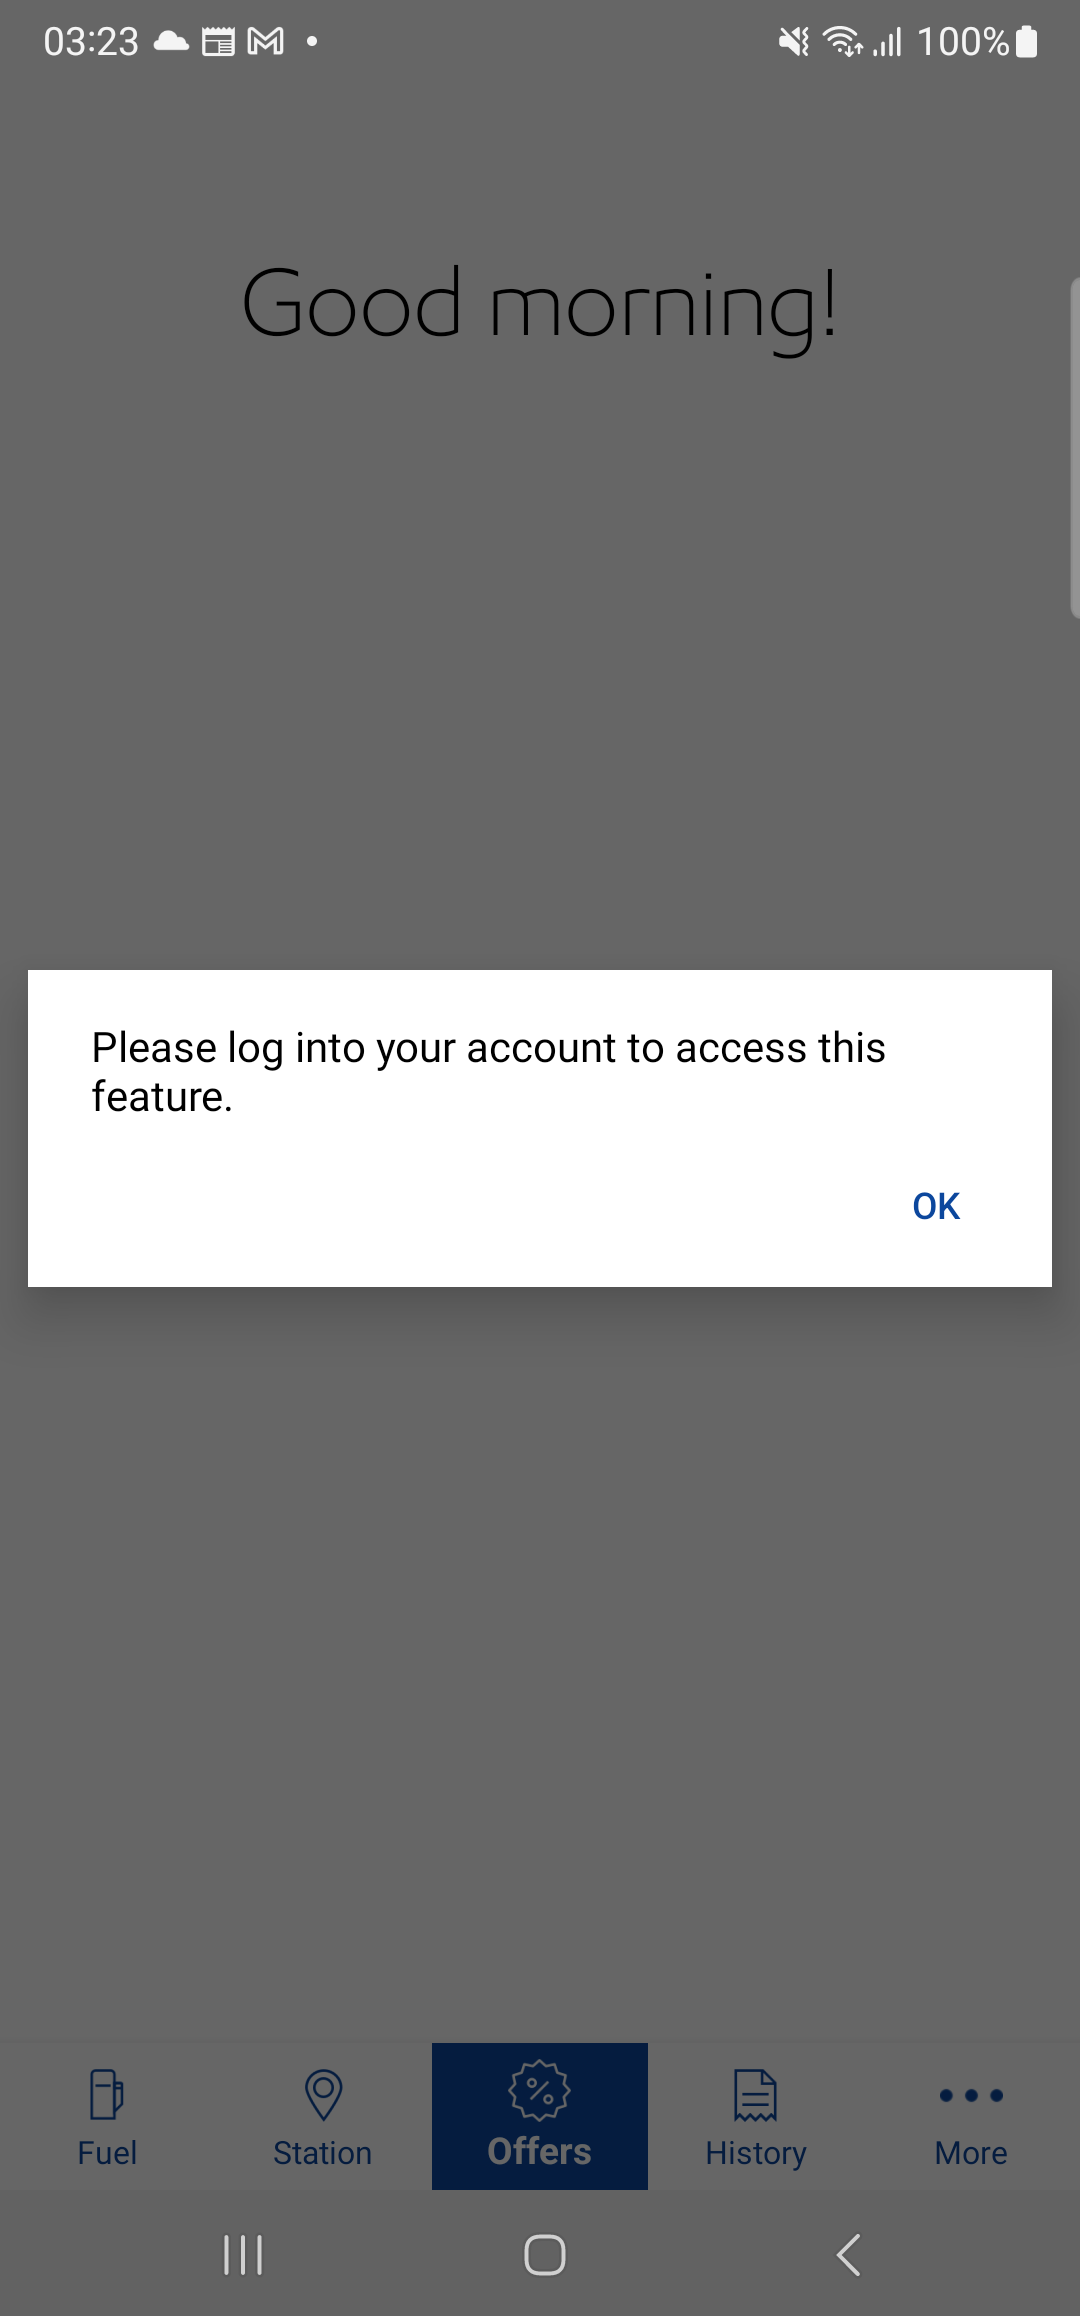 03:23
100%
Good morning!
Please log into your account to access this
feature.
OK
Fuel
Station
Offers
History
More